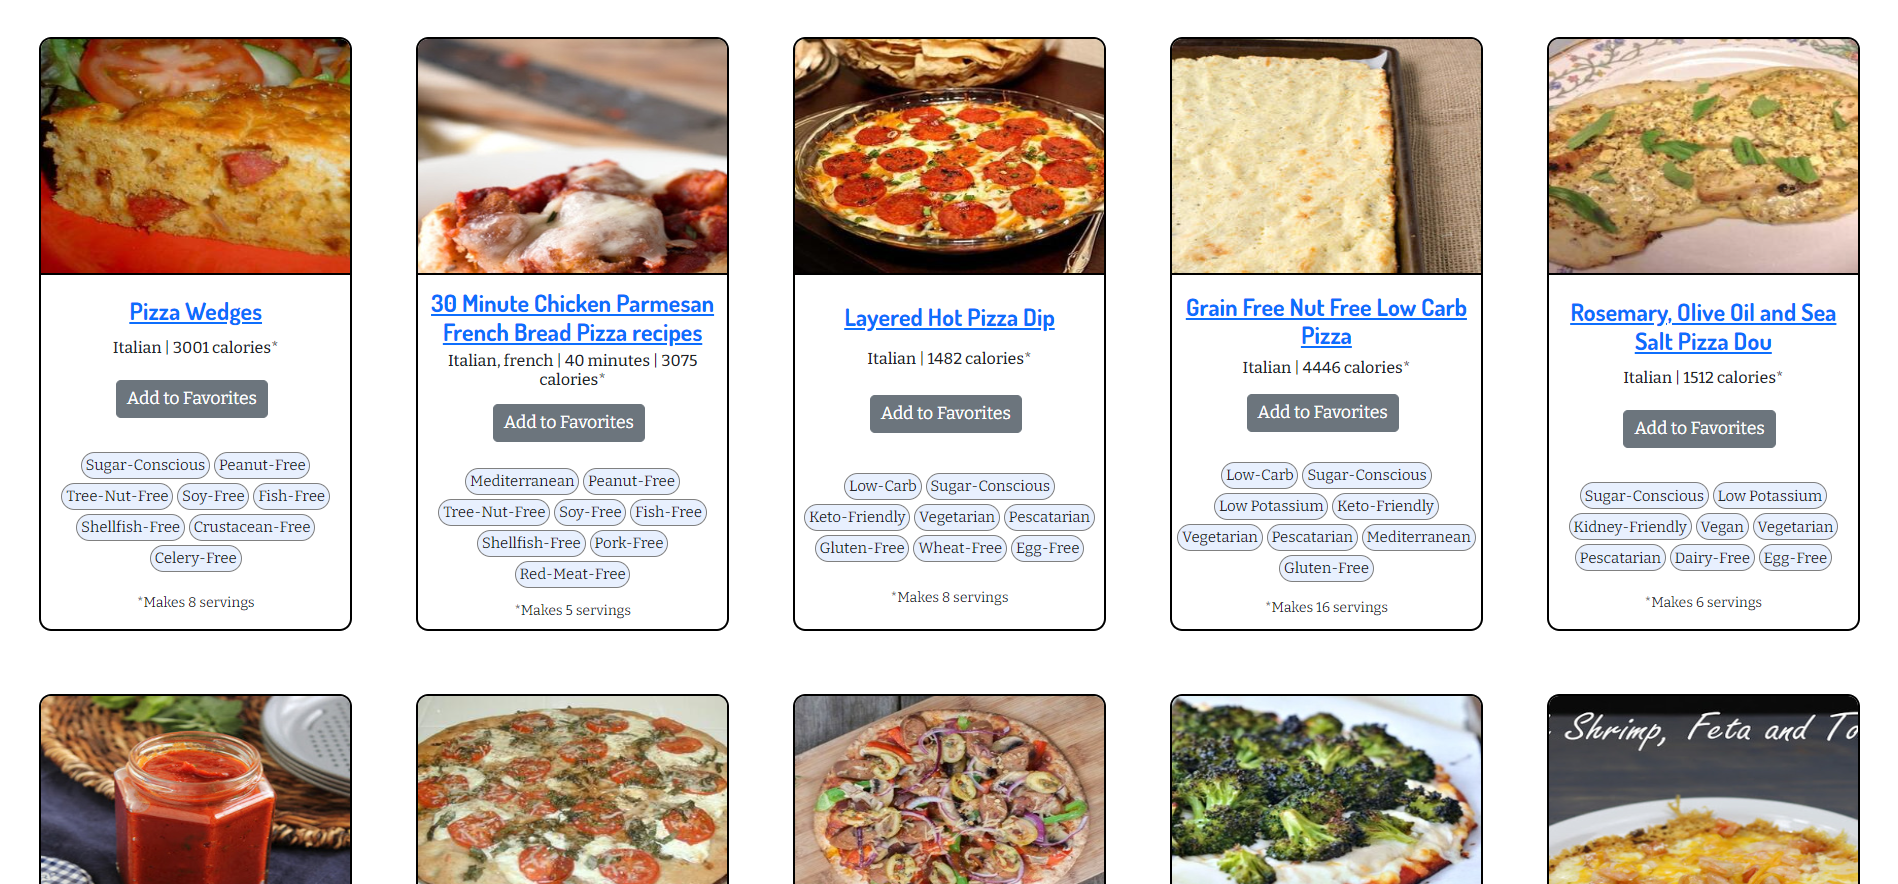 Pizza Wedges
Italian | 3001 calories*
Add to Favorites
Sugar-Conscious Peanut-Free
Tree-Nut-Free Soy-Free Fish-Free
Shellfish-Free Crustacean-Free
Celery-Free
*Makes 8 servings
30 Minute Chicken Parmesan
French Bread Pizza recipes
Italian, french | 40 minutes | 3075
calories*
Add to Favorites
Mediterranean Peanut-Free
Tree-Nut-Free Soy-Free Fish-Free
Shellfish-Free Pork-Free
Red-Meat-Free
*Makes 5 servings
Layered Hot Pizza Dip
Italian | 1482 calories*
Add to Favorites
Low-Carb Sugar-Conscious
Keto-Friendly Vegetarian Pescatarian
Gluten-Free Wheat-Free Egg-Free
*Makes 8 servings
Grain Free Nut Free Low Carb
Pizza
Italian | 4446 calories*
Add to Favorites
Low-Carb Sugar-Conscious
Low Potassium Keto-Friendly
Vegetarian Pescatarian Mediterranean
Gluten-Free
*Makes 16 servings
Rosemary, Olive Oil and Sea
Salt Pizza Dou
Italian | 1512 calories*
Add to Favorites
Sugar-Conscious Low Potassium
Kidney-Friendly Vegan Vegetarian
Pescatarian Dairy-Free Egg-Free
*Makes 6 servings
Shrimp, Feta and To